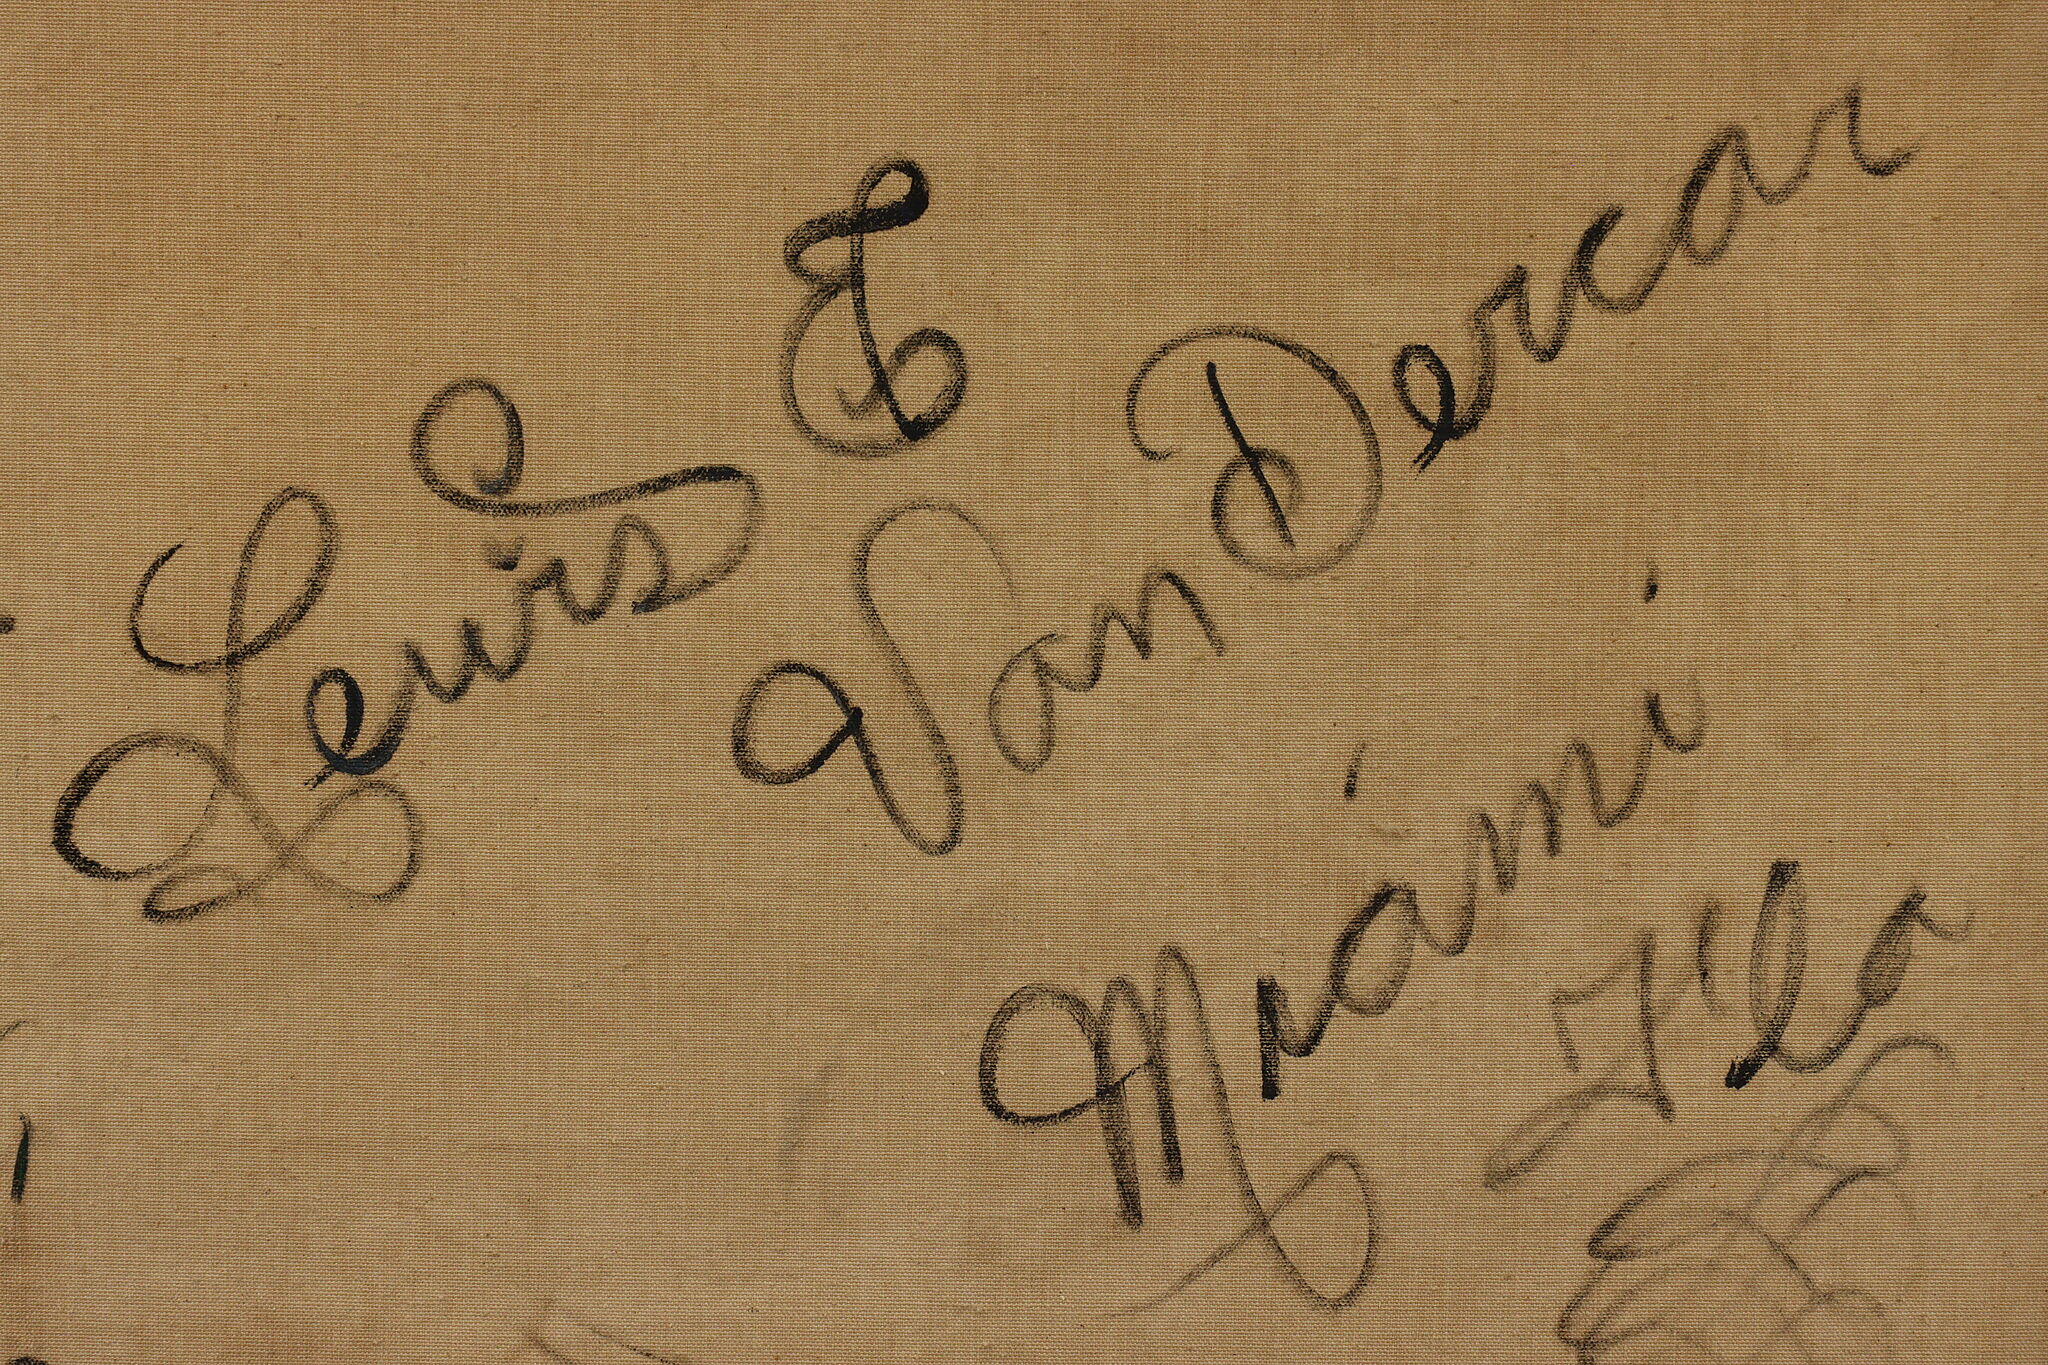 Lewis E
Van Dercar
Miami
Fla